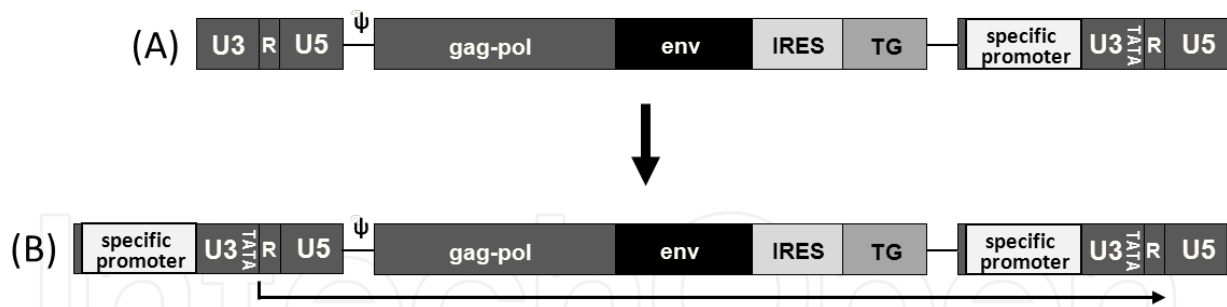 ψ
(A) U3 R U5 gag-pol env IRES TG specific promoter U3 TATA R U5
ψ
(B) specific promoter U3 TATA R U5 gag-pol env IRES TG specific promoter U3 TATA R U5
IntechOpen